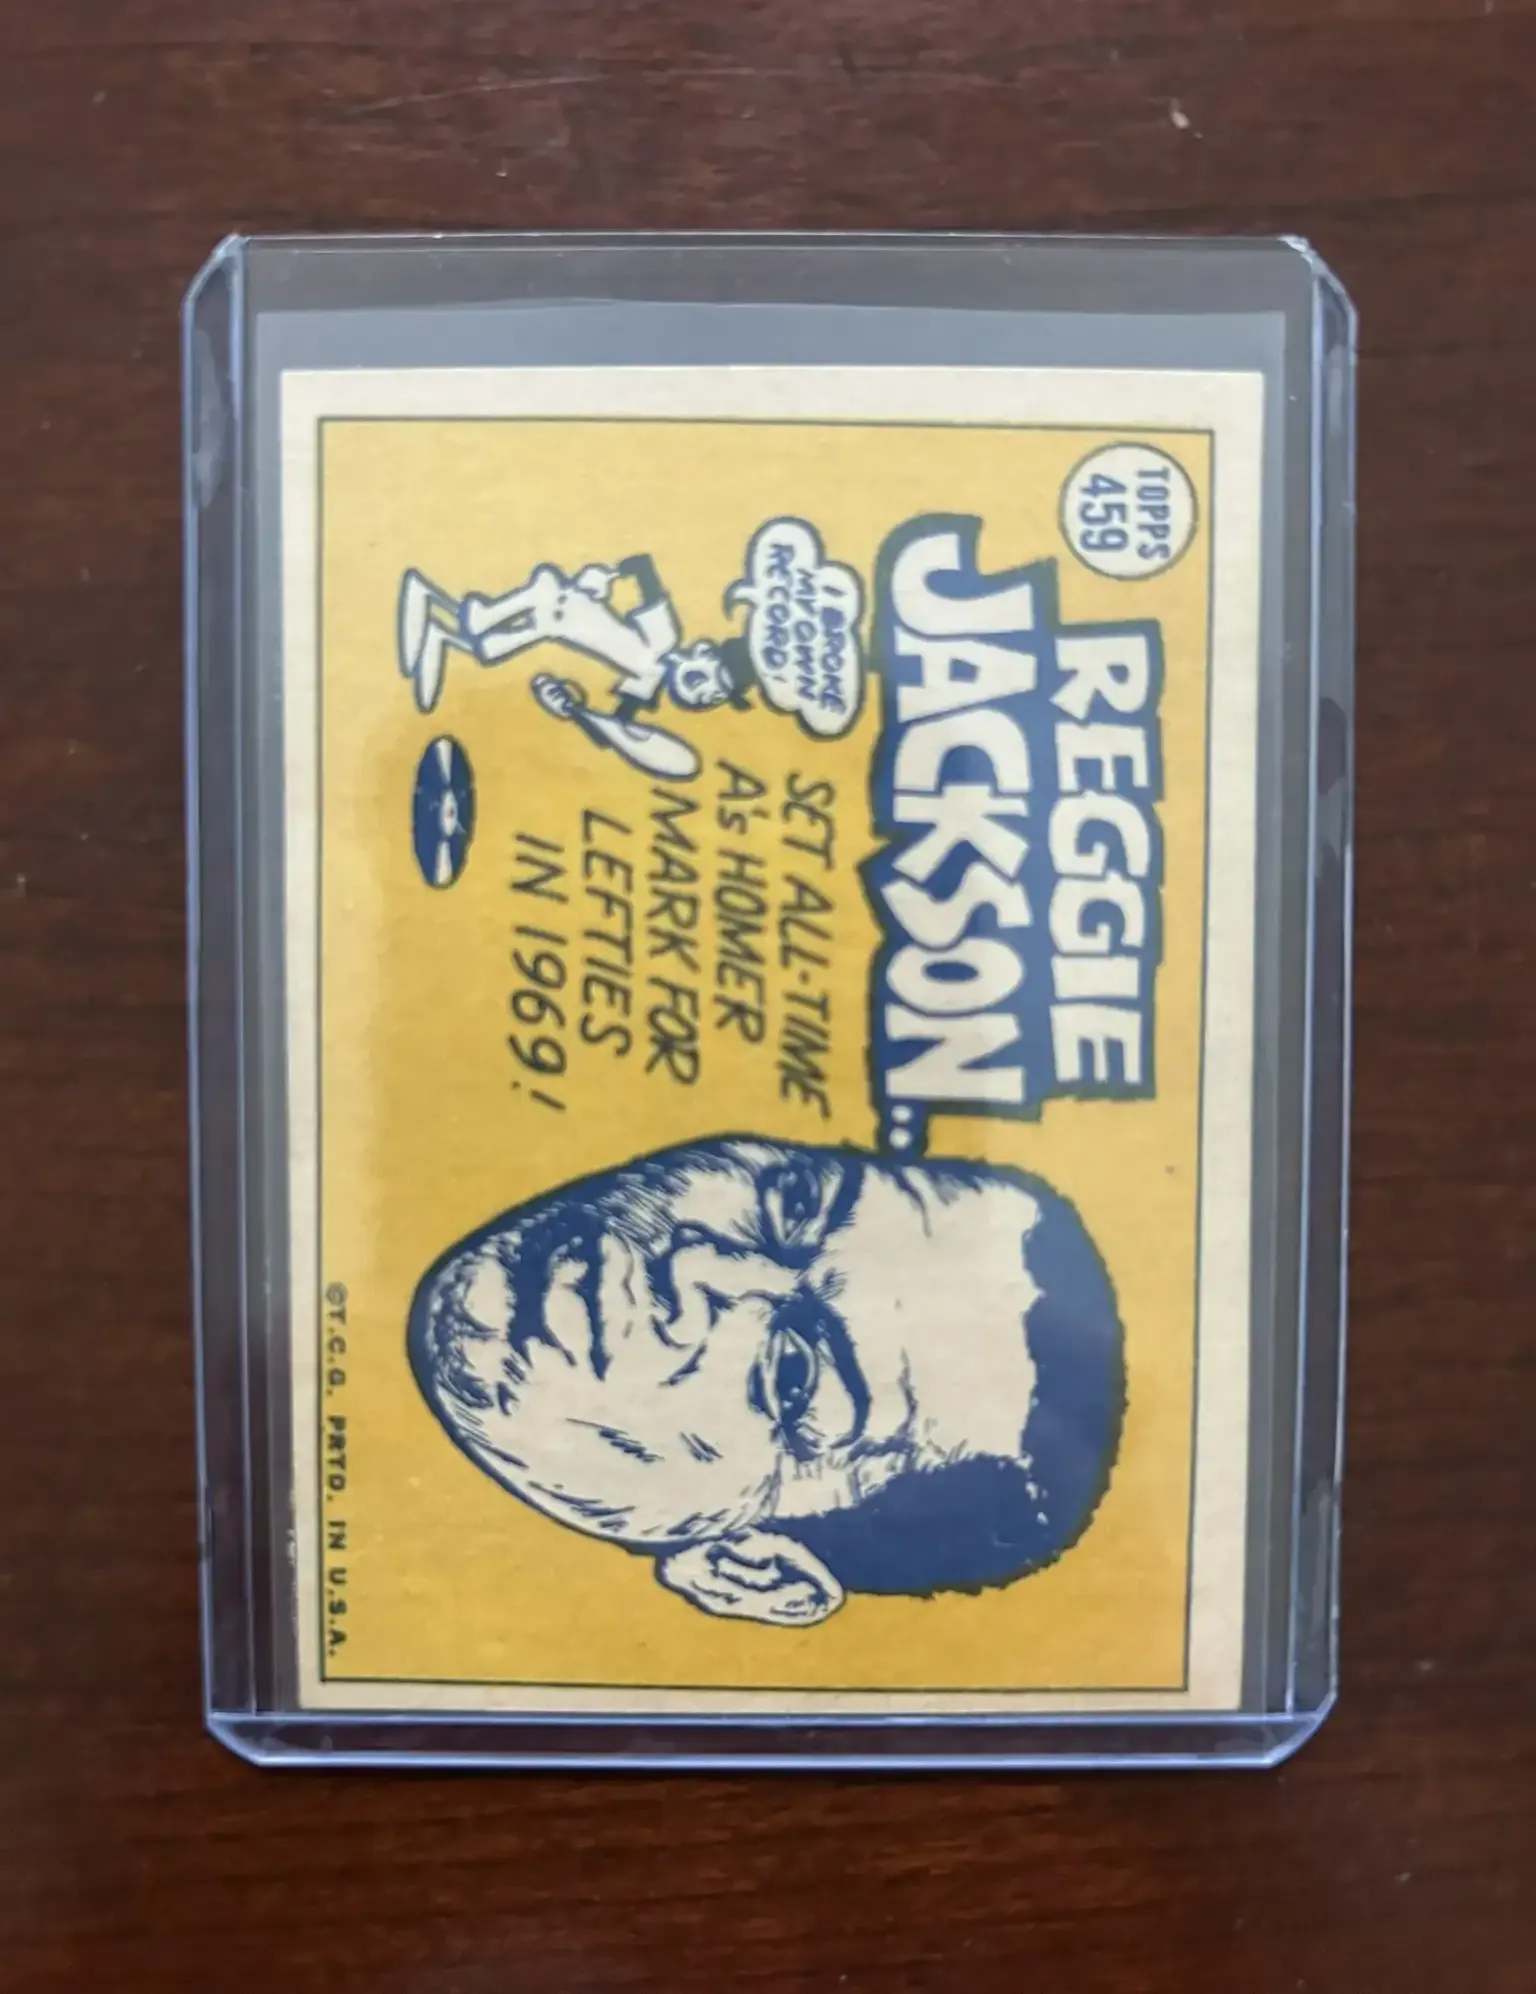 TOPPS
459
REGGIE
JACKSON..
I BROKE
MY OWN
RECORD!
SET ALL-TIME
A's HOMER
MARK FOR
LEFTIES
IN 1969!
©T.C.G. PRTD. IN U.S.A.